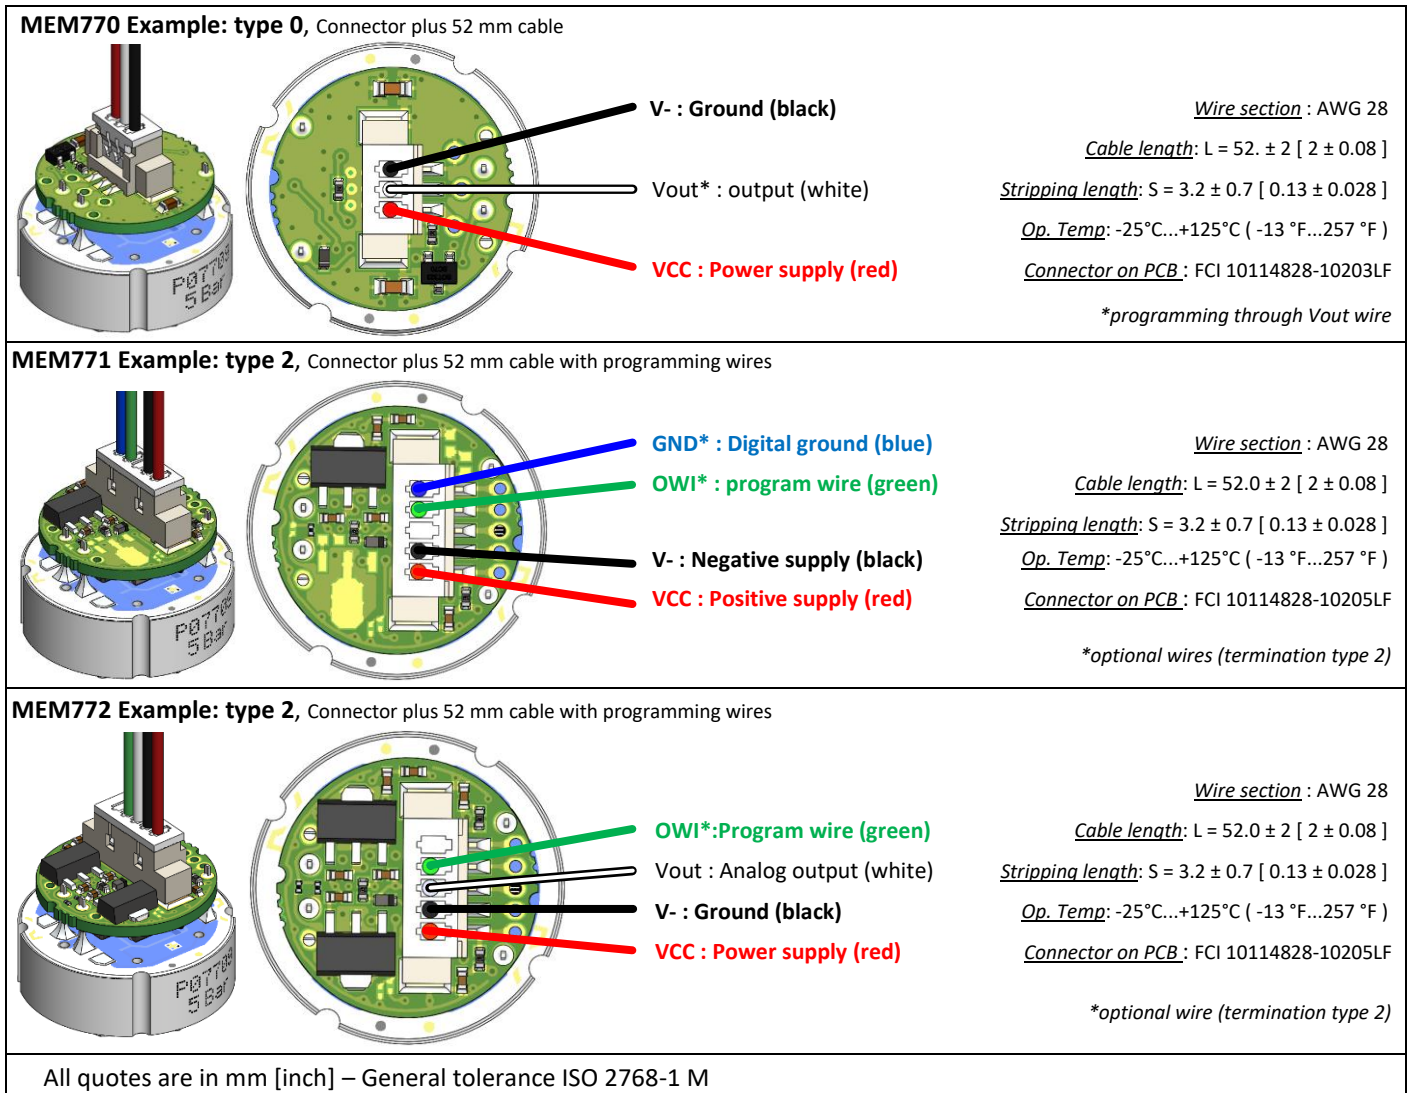 MEM770 Example: type 0, Connector plus 52 mm cable
V- : Ground (black)
Vout* : output (white)
VCC : Power supply (red)
Wire section : AWG 28
Cable length: L = 52. ± 2 [ 2 ± 0.08 ]
Stripping length: S = 3.2 ± 0.7 [ 0.13 ± 0.028 ]
Op. Temp: -25°C...+125°C ( -13 °F...257 °F )
Connector on PCB : FCI 10114828-10203LF
*programming through Vout wire
P0770
5 Bar
MEM771 Example: type 2, Connector plus 52 mm cable with programming wires
GND* : Digital ground (blue)
OWI* : program wire (green)
V- : Negative supply (black)
VCC : Positive supply (red)
Wire section : AWG 28
Cable length: L = 52.0 ± 2 [ 2 ± 0.08 ]
Stripping length: S = 3.2 ± 0.7 [ 0.13 ± 0.028 ]
Op. Temp: -25°C...+125°C ( -13 °F...257 °F )
Connector on PCB : FCI 10114828-10205LF
*optional wires (termination type 2)
P0770
5 Bar
MEM772 Example: type 2, Connector plus 52 mm cable with programming wires
OWI*:Program wire (green)
Vout : Analog output (white)
V- : Ground (black)
VCC : Power supply (red)
Wire section : AWG 28
Cable length: L = 52.0 ± 2 [ 2 ± 0.08 ]
Stripping length: S = 3.2 ± 0.7 [ 0.13 ± 0.028 ]
Op. Temp: -25°C...+125°C ( -13 °F...257 °F )
Connector on PCB : FCI 10114828-10205LF
*optional wire (termination type 2)
P0770
5 Bar
All quotes are in mm [inch] – General tolerance ISO 2768-1 M